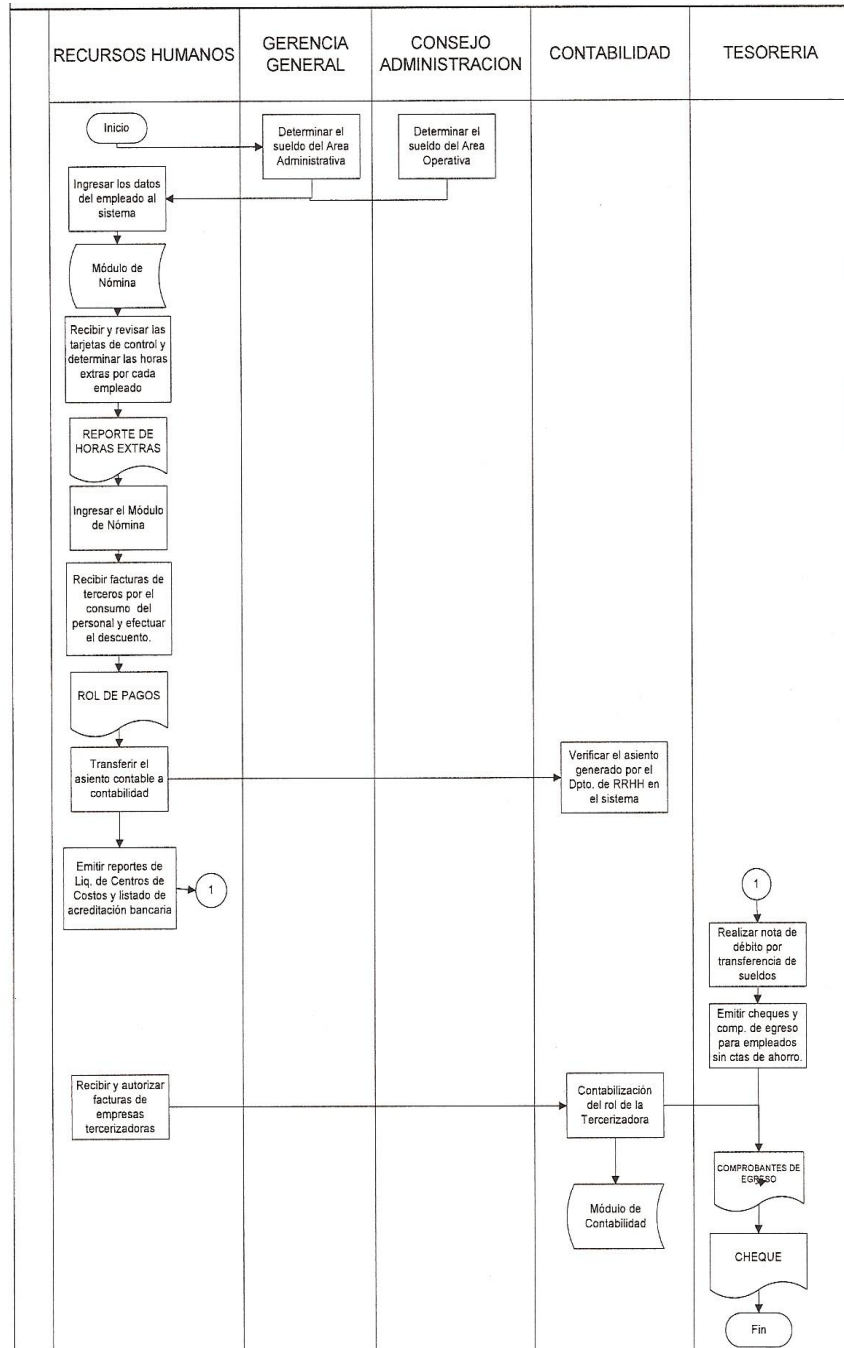 RECURSOS HUMANOS
GERENCIA
GENERAL
CONSEJO
ADMINISTRACION
CONTABILIDAD
TESORERIA
Inicio
Determinar el
sueldo del Area
Administrativa
Determinar el
sueldo del Area
Operativa
Ingresar los datos
del empleado al
sistema
Módulo de
Nómina
Recibir y revisar las
tarjetas de control y
determinar las horas
extras por cada
empleado
REPORTE DE
HORAS EXTRAS
Ingresar el Módulo
de Nómina
Recibir facturas de
terceros por el
consumo del
personal y efectuar
el descuento.
ROL DE PAGOS
Transferir el
asiento contable a
contabilidad
Verificar el asiento
generado por el
Dpto. de RRHH en
el sistema
Emitir reportes de
Liq. de Centros de
Costos y listado de
acreditación bancaria
1
1
Realizar nota de
débito por
transferencia de
sueldos
Emitir cheques y
comp. de egreso
para empleados
sin ctas de ahorro.
Recibir y autorizar
facturas de
empresas
tercerizadoras
Contabilización
del rol de la
Tercerizadora
COMPROBANTES DE
EGRESO
Módulo de
Contabilidad
CHEQUE
Fin